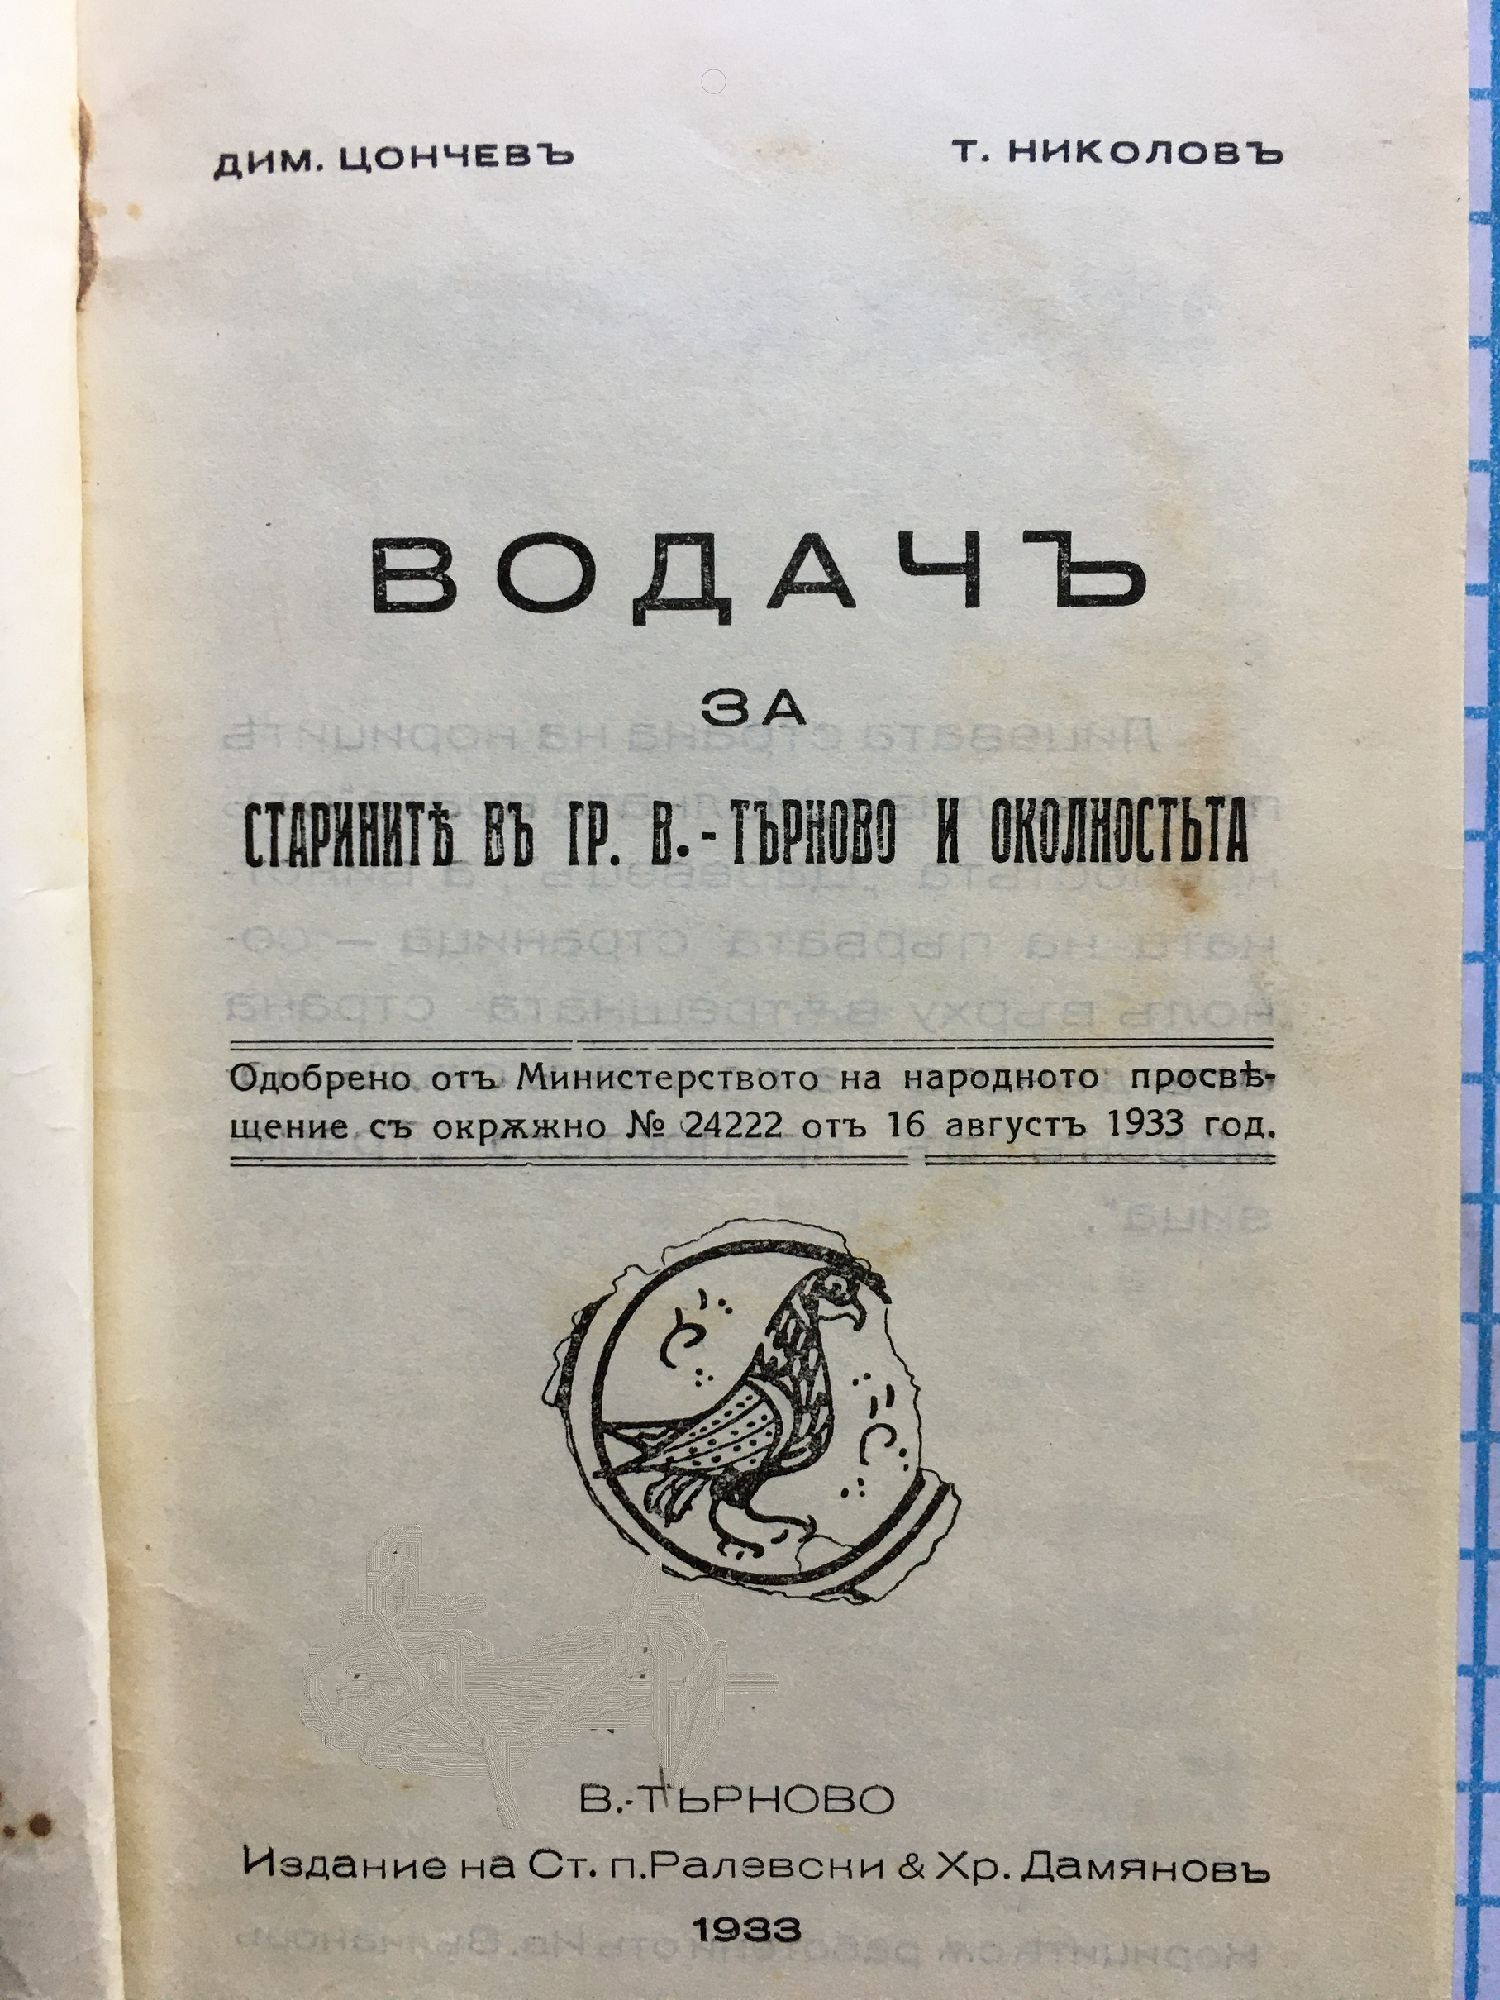 ДИМ. ЦОНЧЕВЪ Т. НИКОЛОВЪ
ВОДАЧЪ
ЗА
СТАРИНИТѢ ВЪ ГР. В.-ТЪРНОВО И ОКОЛНОСТЬТА
Одобрено отъ Министерството на народното просвѣ-
щение съ окрѫжно № 24222 отъ 16 августъ 1933 год.
В.-ТЪРНОВО
Издание на Ст. п.Ралевски & Хр. Дамяновъ
1933